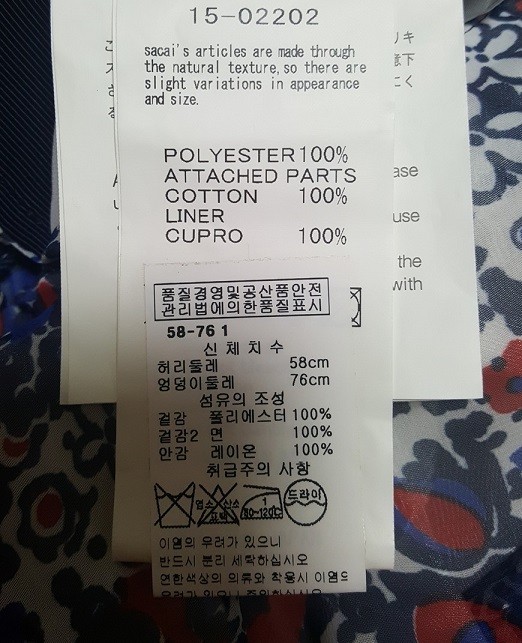 15-02202
sacai's articles are made through
the natural texture, so there are
slight variations in appearance
and size.
POLYESTER 100%
ATTACHED PARTS
COTTON 100%
LINER
CUPRO 100%
ase
use
the
with
품질경영및공산품안전
관리법에의한품질표시
58-76 1
신체치수
허리둘레 58cm
엉덩이둘레 76cm
섬유의 조성
겉감 폴리에스터 100%
겉감2 면 100%
안감 레이온 100%
취급주의 사항
염소 산소 표백
1 80~120℃
드라이
이염의 우려가 있으니
반드시 분리 세탁하십시오
연한색상의 의류와 착용시 이염으